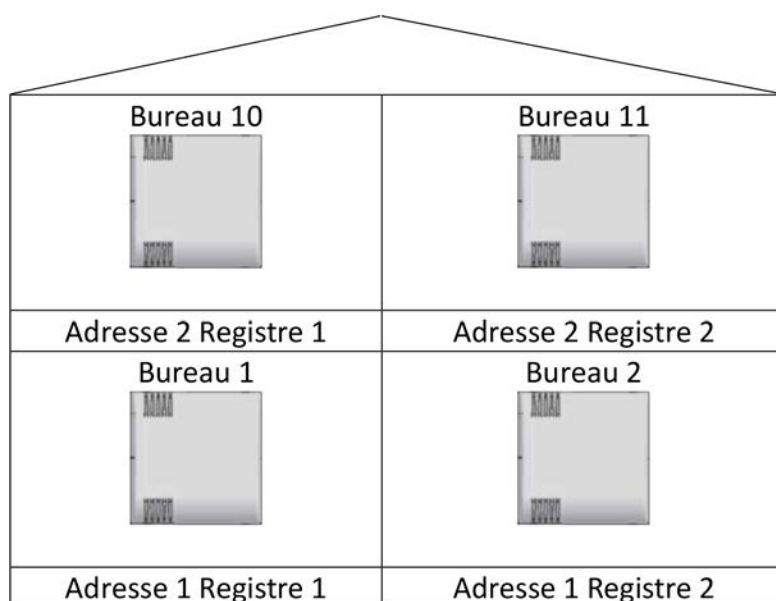 Bureau 10
Bureau 11
Adresse 2 Registre 1
Adresse 2 Registre 2
Bureau 1
Bureau 2
Adresse 1 Registre 1
Adresse 1 Registre 2